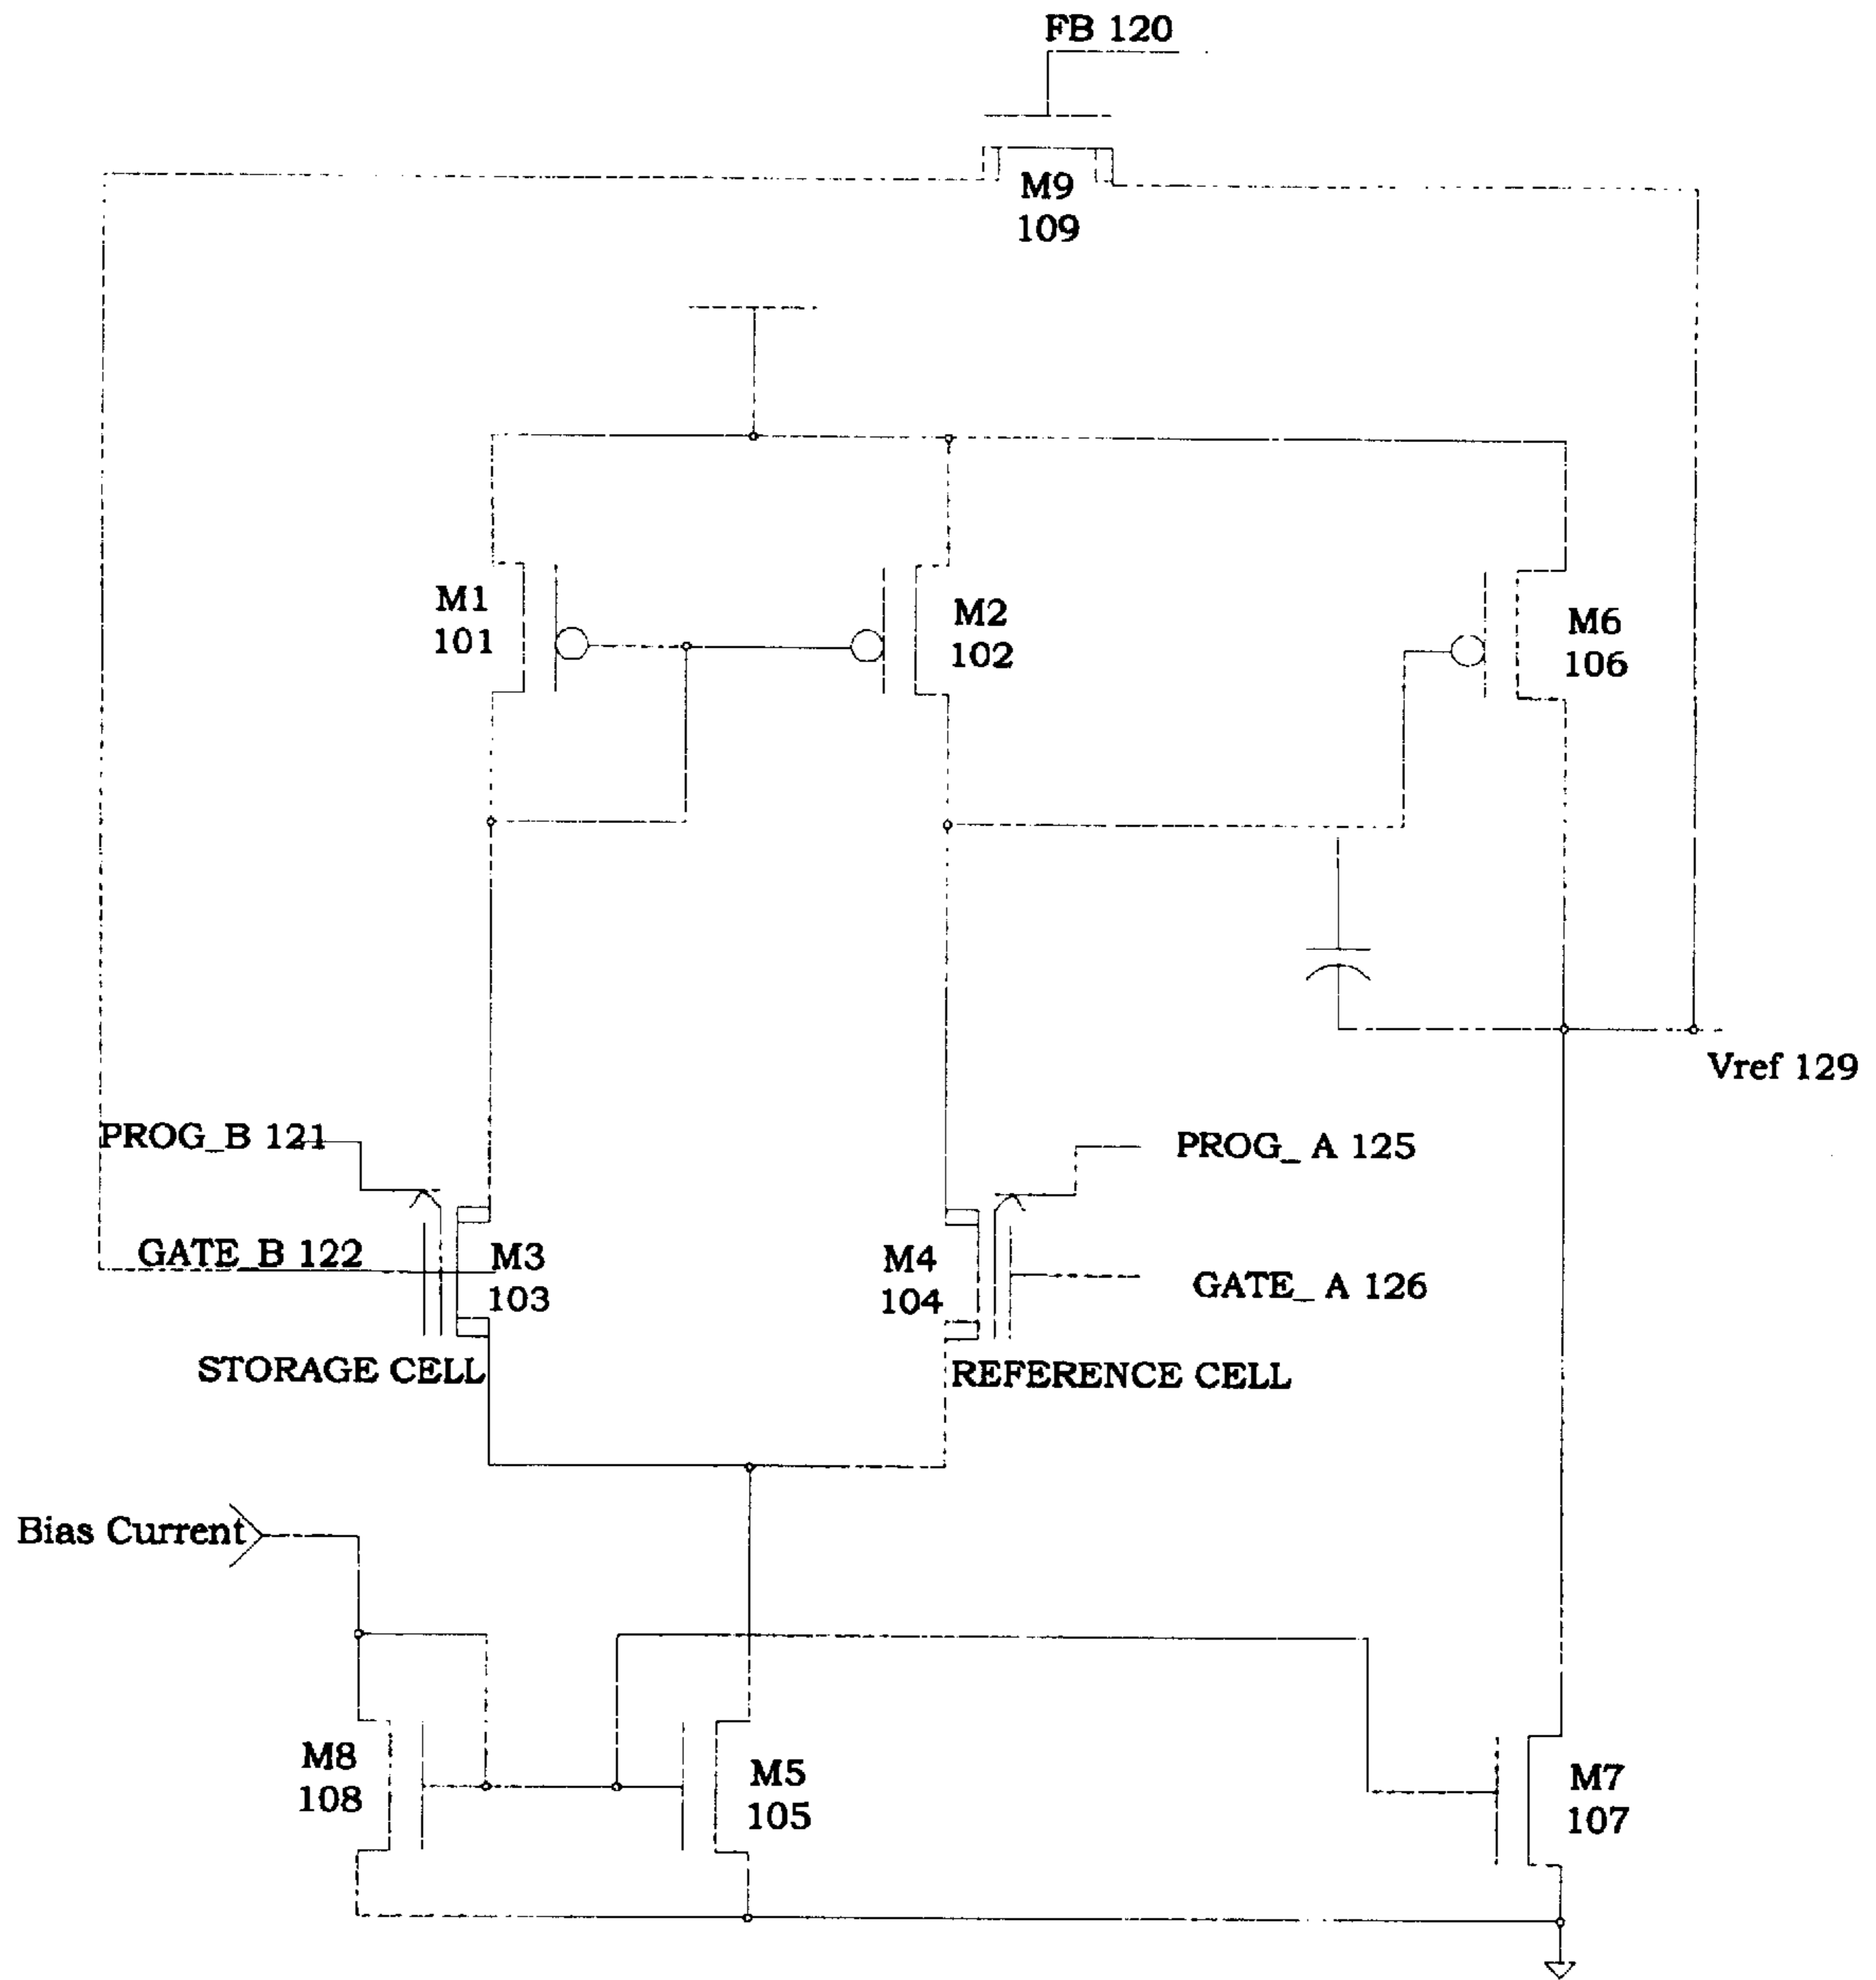 FB 120
M9
109
M1
101
M2
102
M6
106
Vref 129
PROG_B 121
PROG_ A 125
GATE_B 122
M3
103
M4
104
GATE_ A 126
STORAGE CELL
REFERENCE CELL
Bias Current
M8
108
M5
105
M7
107